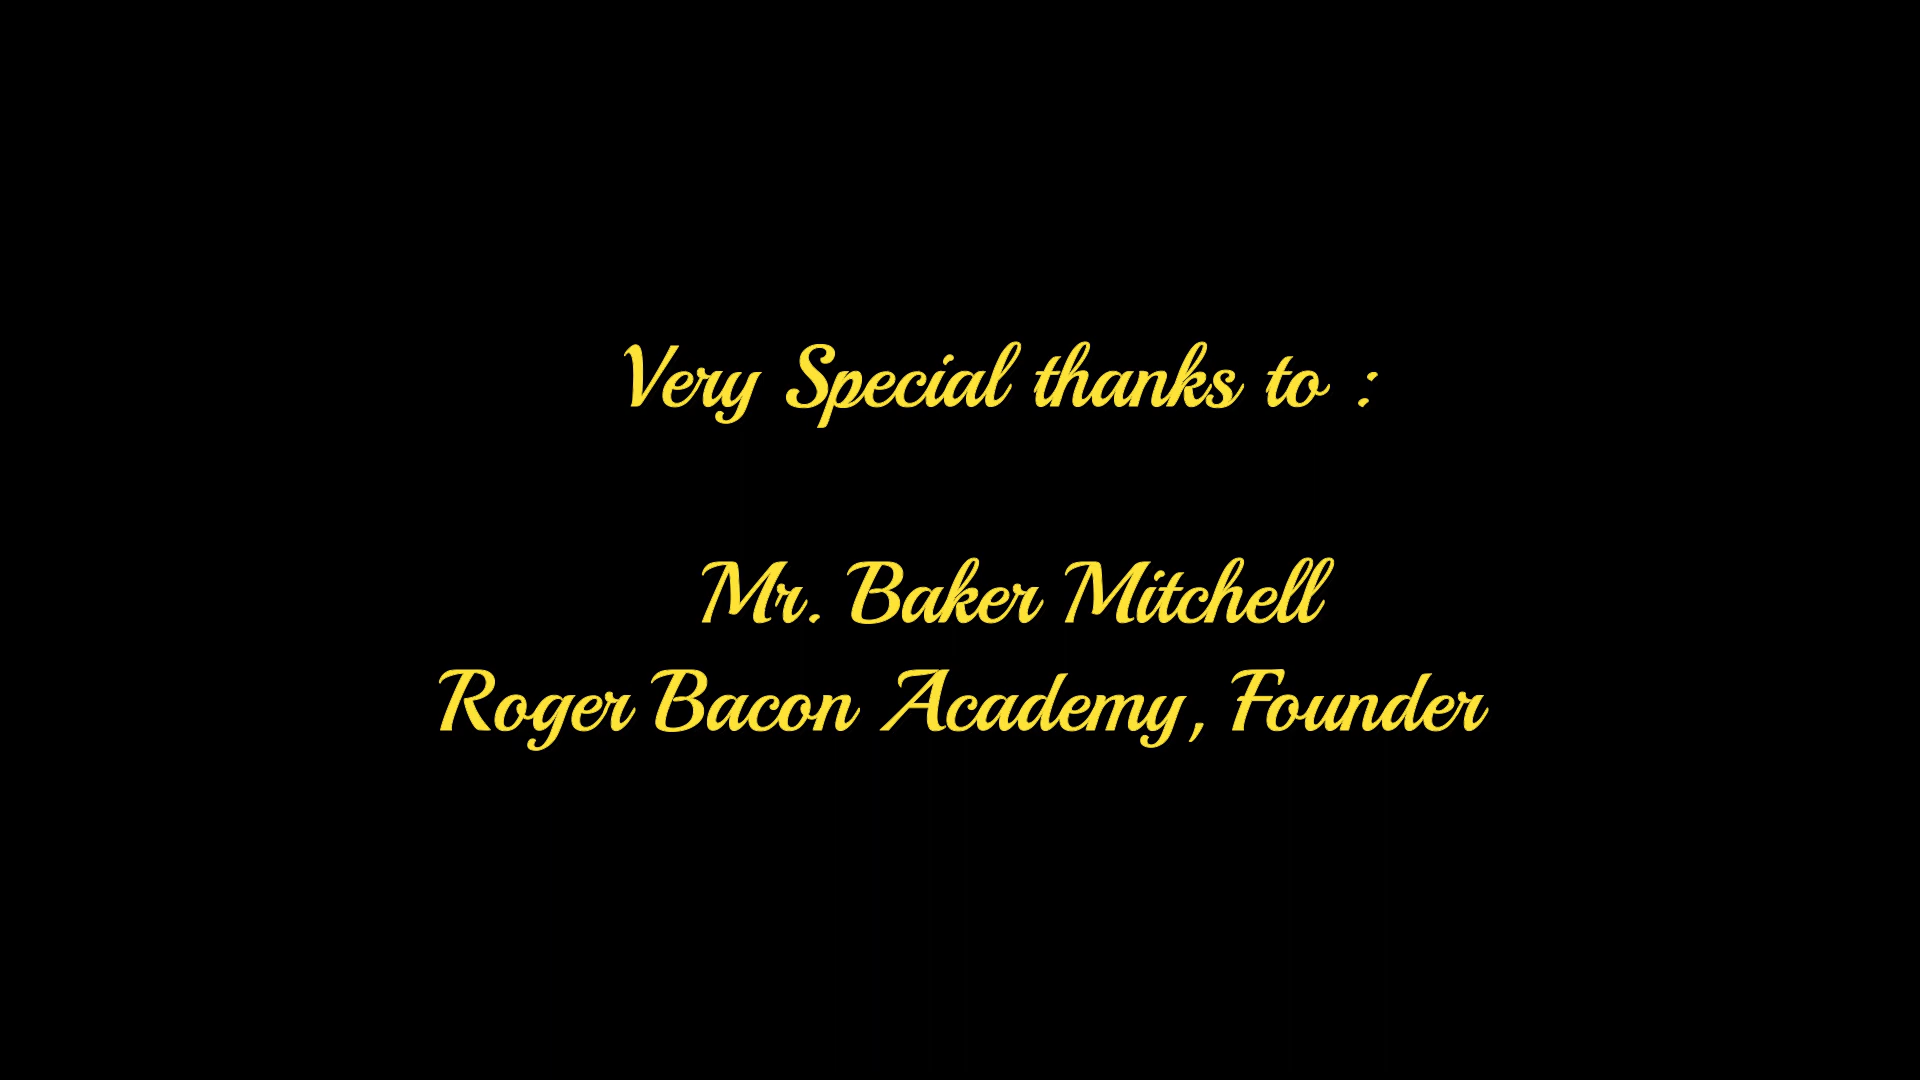 Very Special thanks to :
Mr. Baker Mitchell
Roger Bacon Academy, Founder